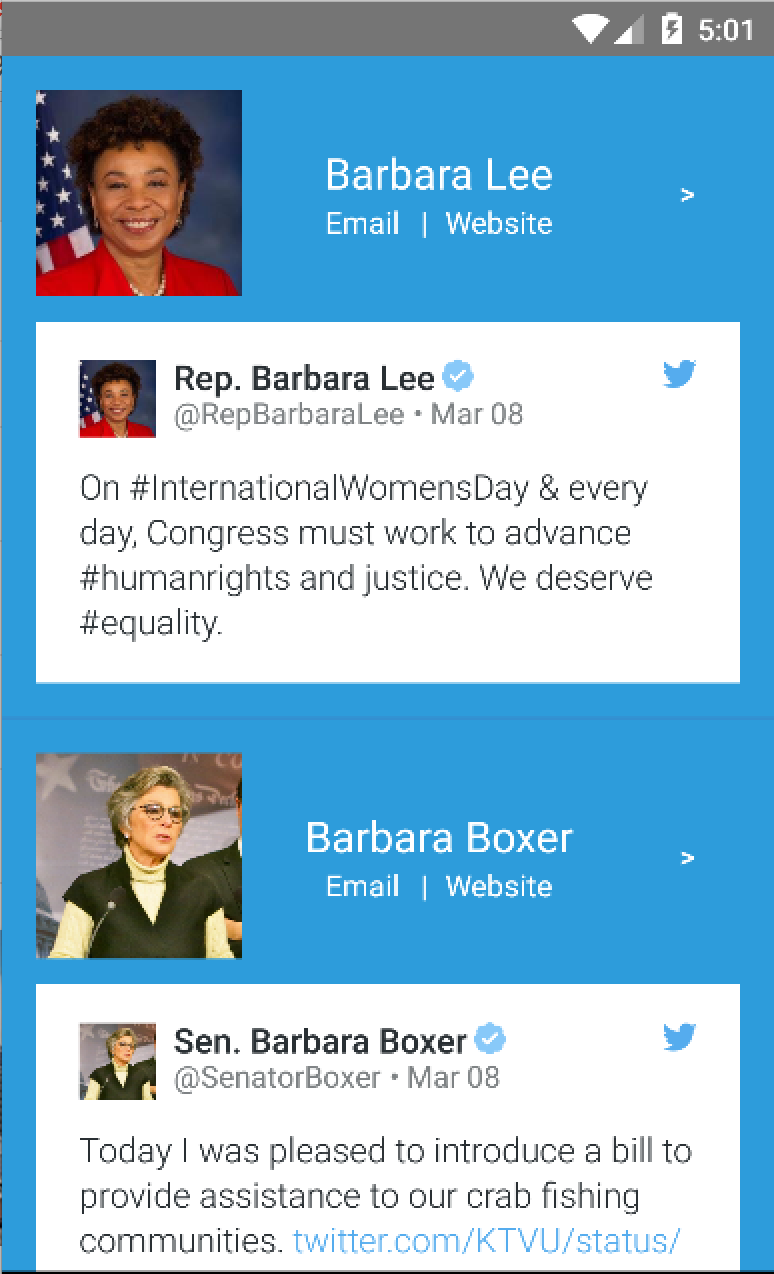 5:01
Barbara Lee
>
Email | Website
Rep. Barbara Lee
@RepBarbaraLee • Mar 08
On #InternationalWomensDay & every
day, Congress must work to advance
#humanrights and justice. We deserve
#equality.
Barbara Boxer
>
Email | Website
Sen. Barbara Boxer
@SenatorBoxer • Mar 08
Today I was pleased to introduce a bill to
provide assistance to our crab fishing
communities. twitter.com/KTVU/status/